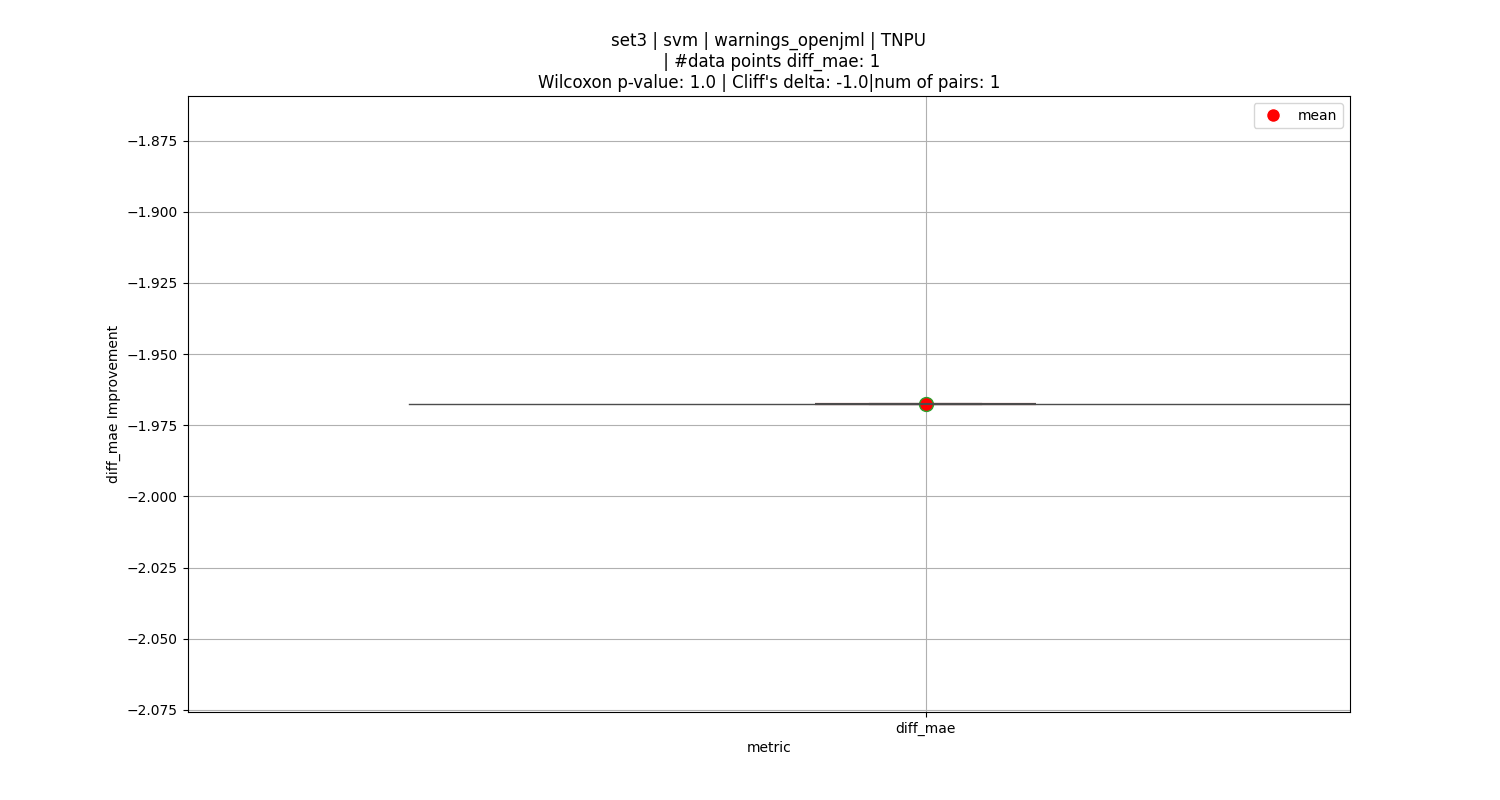 set3 | svm | warnings_openjml | TNPU
| #data points diff_mae: 1
Wilcoxon p-value: 1.0 | Cliff's delta: -1.0|num of pairs: 1
mean
−1.875
−1.900
−1.925
−1.950
−1.975
−2.000
−2.025
−2.050
−2.075
diff_mae Improvement
diff_mae
metric